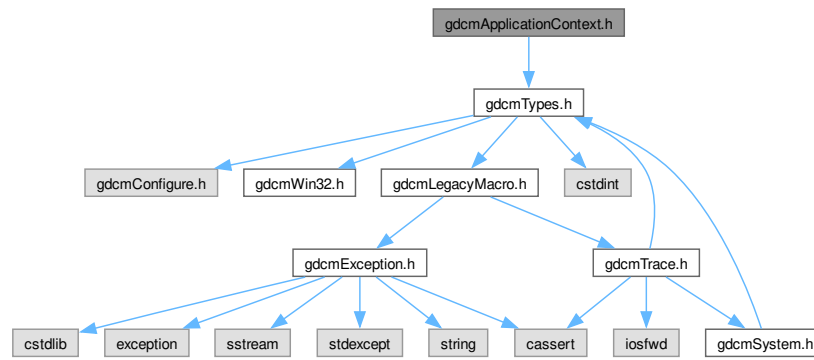 gdcmApplicationContext.h
gdcmTypes.h
gdcmConfigure.h
gdcmWin32.h
gdcmLegacyMacro.h
cstdint
gdcmException.h
gdcmTrace.h
cstdlib
exception
sstream
stdexcept
string
cassert
iosfwd
gdcmSystem.h